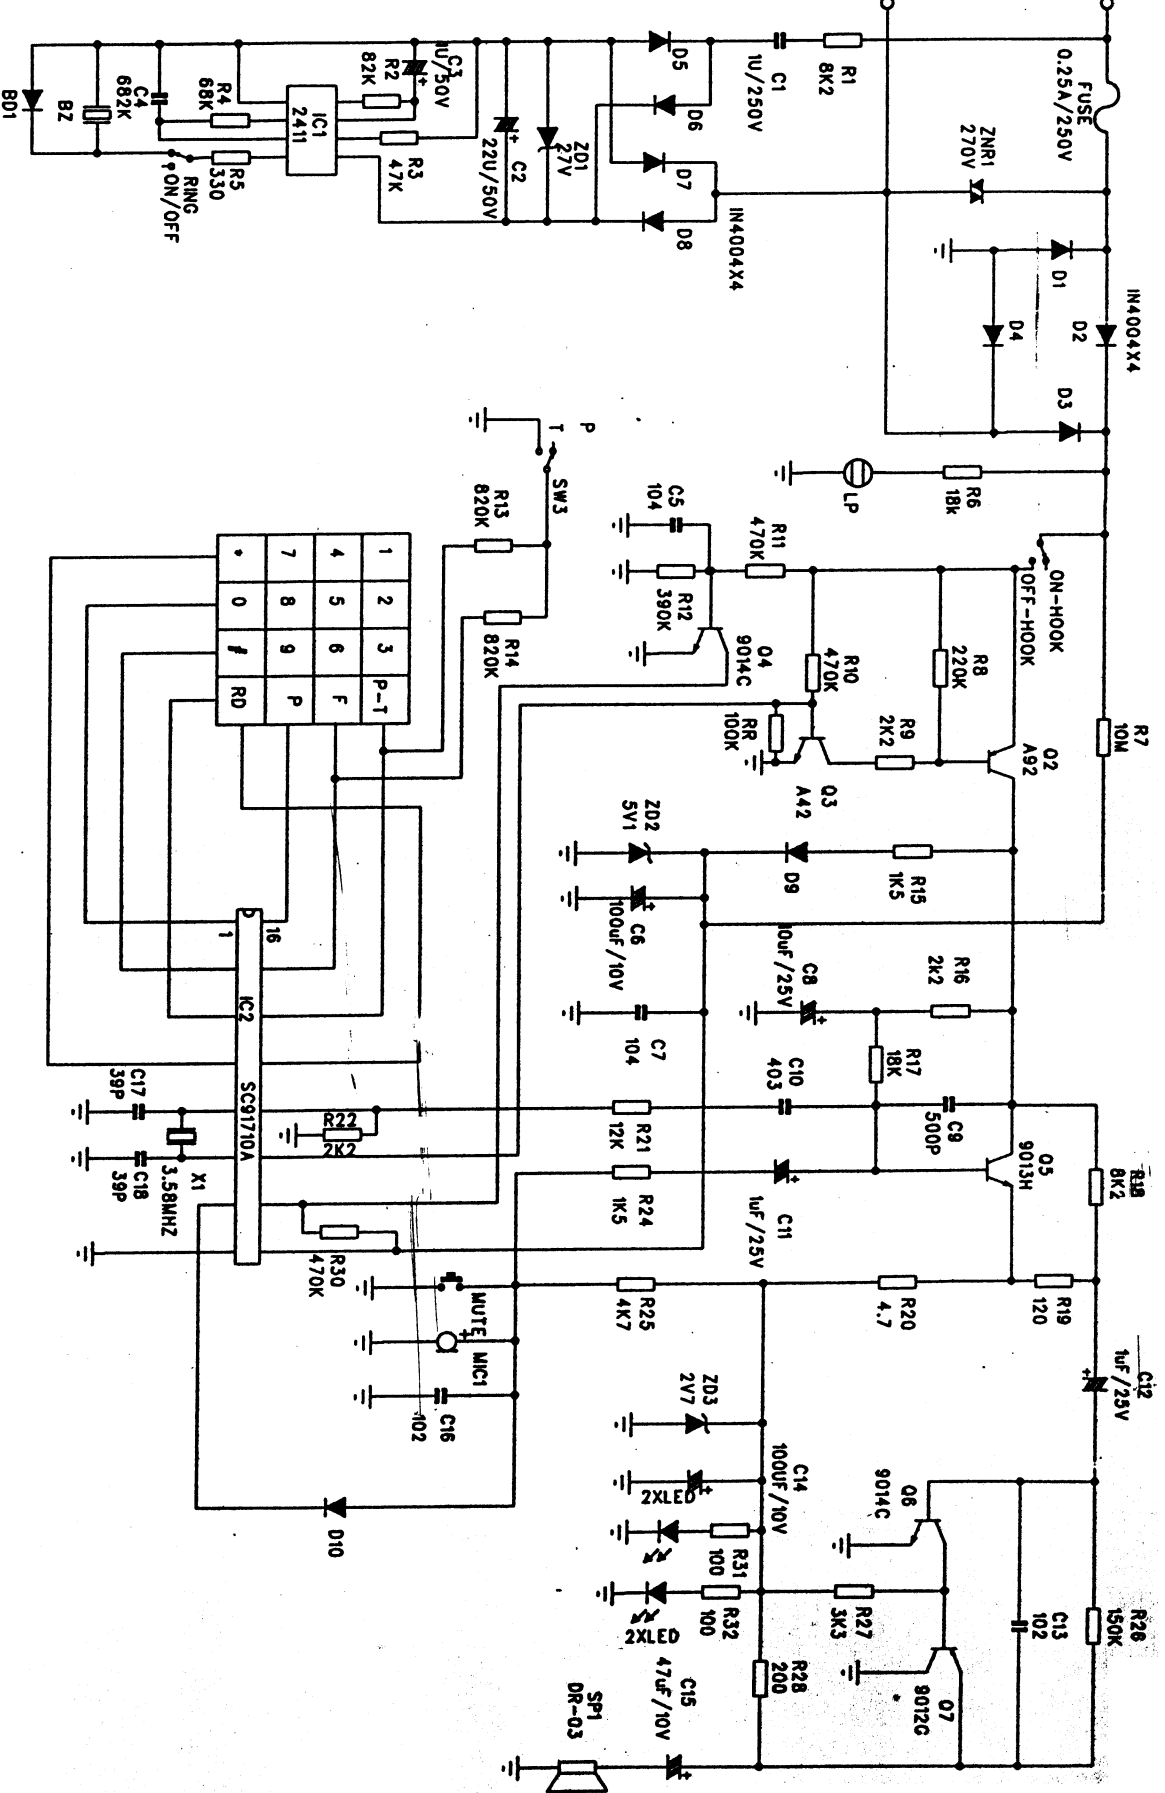 FUSE
0.25A/250V
R1
8K2
C1
1U/250V
D5
D6
D7
D8
IN4004X4
ZNR1
270V
D1
D2
D3
D4
IN4004X4
ZD1
27V
C2
22U/50V
C3
1U/50V
R2
82K
R3
47K
IC1
2411
R4
68K
C4
682K
R5
330
RING
ON/OFF
BZ
BD1
R6
18k
LP
ON-HOOK
OFF-HOOK
R7
10M
R8
220K
Q2
A92
R9
2K2
R10
470K
Q3
A42
RR
100K
R11
470K
C5
104
R12
390K
Q4
9014C
P
T
SW3
R13
820K
R14
820K
1 2 3 P-T
4 5 6 F
7 8 9 P
* 0 # RD
ZD2
5V1
D9
R15
1K5
C6
100uF/10V
C7
104
C8
10uF/25V
R16
2k2
R17
18K
C9
500P
C10
403
Q5
9013H
R18
8K2
R19
120
R20
4.7
C11
1uF/25V
R21
12K
R24
1K5
R22
2K2
R25
4K7
R30
470K
1
16
IC2
SC91710A
C17
39P
X1
3.58MHZ
C18
39P
MUTE
MIC1
C16
102
D10
C12
1uF/25V
ZD3
2V7
C14
100UF/10V
2XLED
R31
100
R32
100
2XLED
Q6
9014C
R27
3K3
Q7
9012G
C13
102
R26
150K
R28
200
C15
47uF/10V
SP1
DR-03